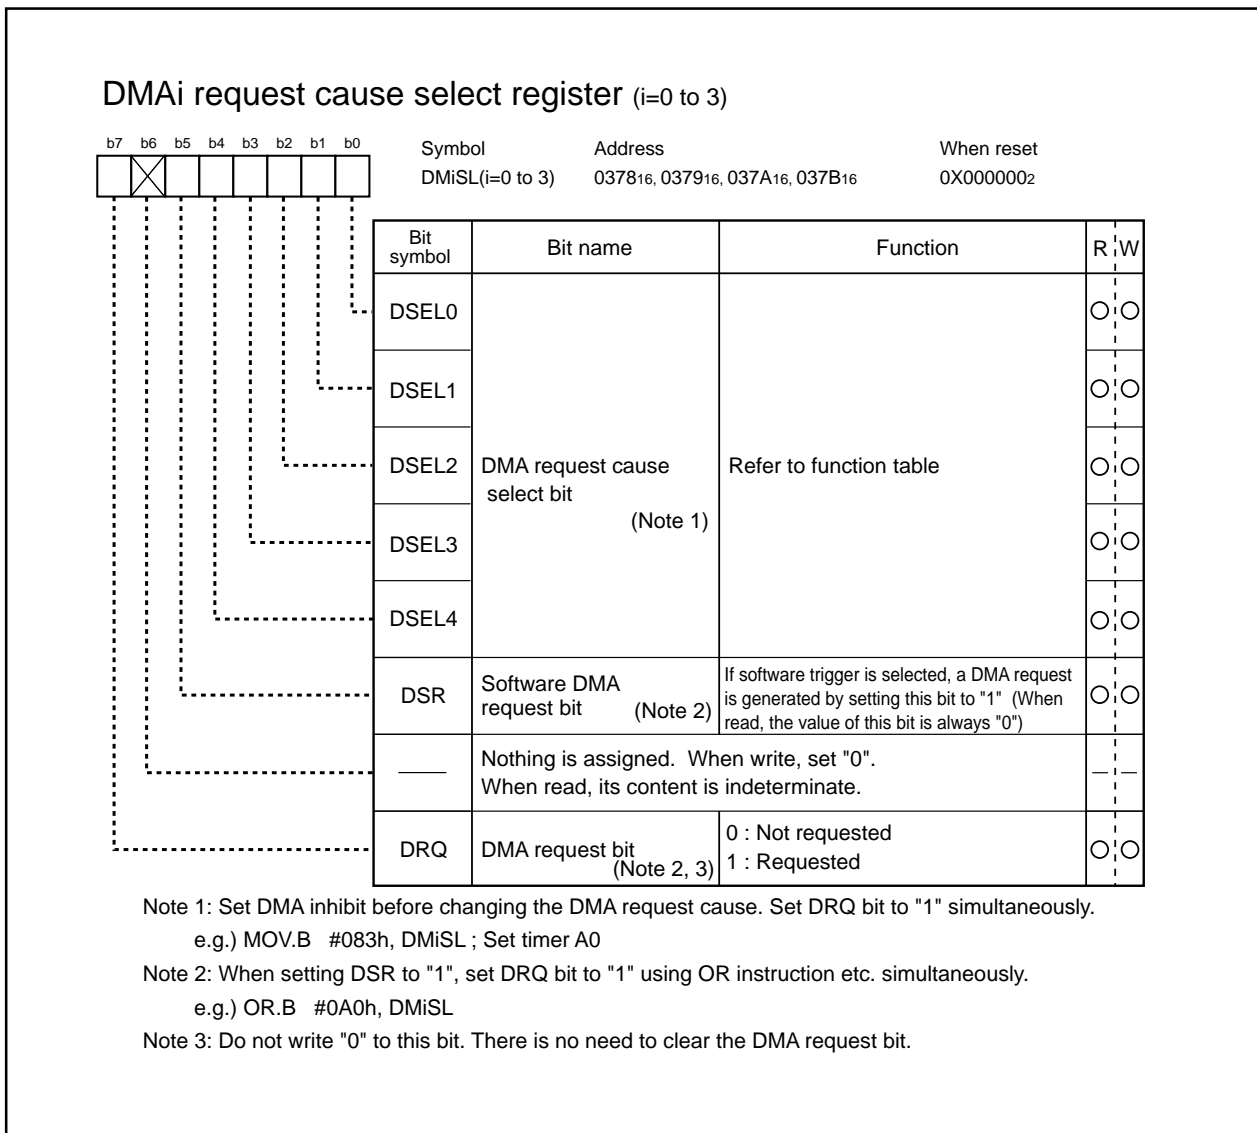 DMAi request cause select register (i=0 to 3)
b7 b6 b5 b4 b3 b2 b1 b0
Symbol Address When reset
DMiSL(i=0 to 3) 037816, 037916, 037A16, 037B16 0X0000002
Bit symbol Bit name Function R W
DSEL0
DSEL1
DSEL2 DMA request cause Refer to function table
select bit
(Note 1)
DSEL3
DSEL4
If software trigger is selected, a DMA request
DSR Software DMA is generated by setting this bit to "1" (When
request bit (Note 2) read, the value of this bit is always "0")
Nothing is assigned. When write, set "0".
When read, its content is indeterminate.
DRQ DMA request bit 0 : Not requested
(Note 2, 3) 1 : Requested
Note 1: Set DMA inhibit before changing the DMA request cause. Set DRQ bit to "1" simultaneously.
e.g.) MOV.B #083h, DMiSL ; Set timer A0
Note 2: When setting DSR to "1", set DRQ bit to "1" using OR instruction etc. simultaneously.
e.g.) OR.B #0A0h, DMiSL
Note 3: Do not write "0" to this bit. There is no need to clear the DMA request bit.